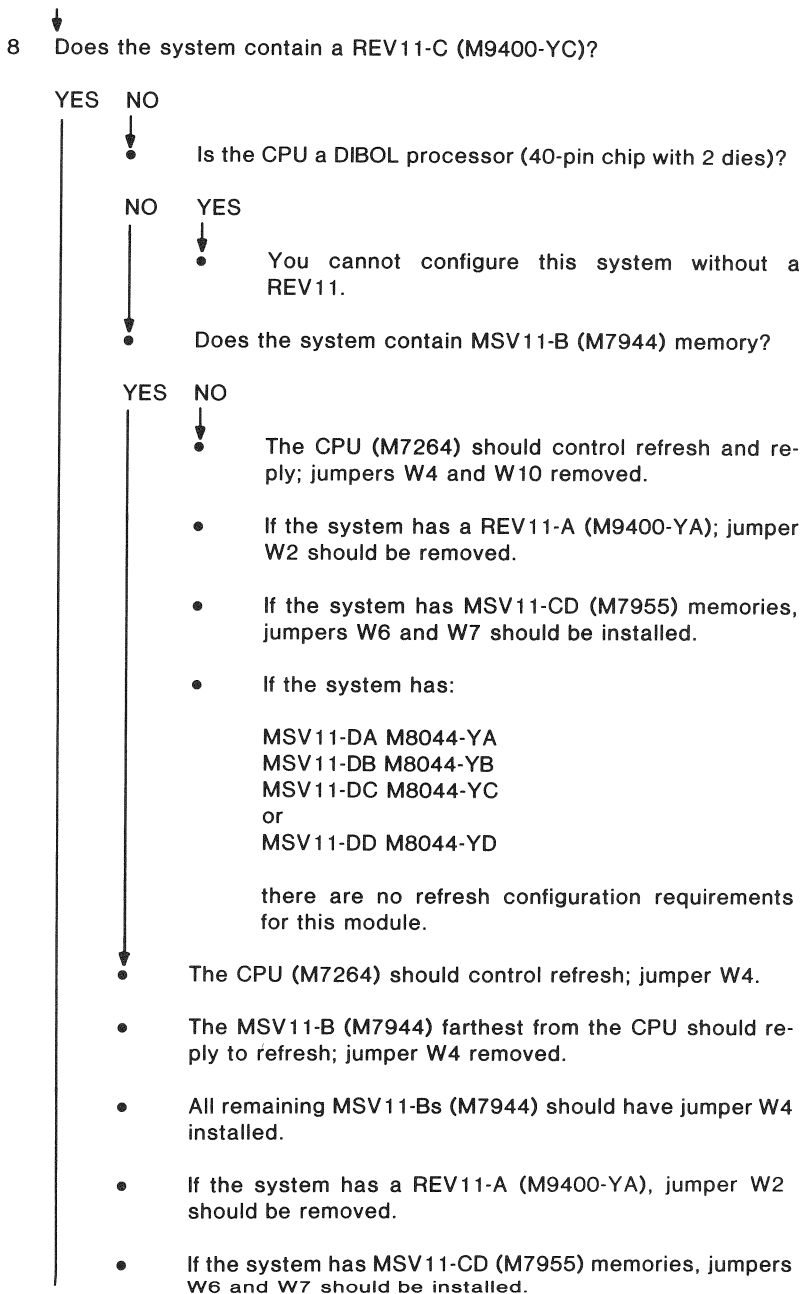 8 Does the system contain a REV11-C (M9400-YC)?
YES NO
• Is the CPU a DIBOL processor (40-pin chip with 2 dies)?
NO YES
• You cannot configure this system without a
REV11.
• Does the system contain MSV11-B (M7944) memory?
YES NO
• The CPU (M7264) should control refresh and re-
ply; jumpers W4 and W10 removed.
• If the system has a REV11-A (M9400-YA); jumper
W2 should be removed.
• If the system has MSV11-CD (M7955) memories,
jumpers W6 and W7 should be installed.
• If the system has:
MSV11-DA M8044-YA
MSV11-DB M8044-YB
MSV11-DC M8044-YC
or
MSV11-DD M8044-YD
there are no refresh configuration requirements
for this module.
• The CPU (M7264) should control refresh; jumper W4.
• The MSV11-B (M7944) farthest from the CPU should re-
ply to refresh; jumper W4 removed.
• All remaining MSV11-Bs (M7944) should have jumper W4
installed.
• If the system has a REV11-A (M9400-YA), jumper W2
should be removed.
• If the system has MSV11-CD (M7955) memories, jumpers
W6 and W7 should be installed.